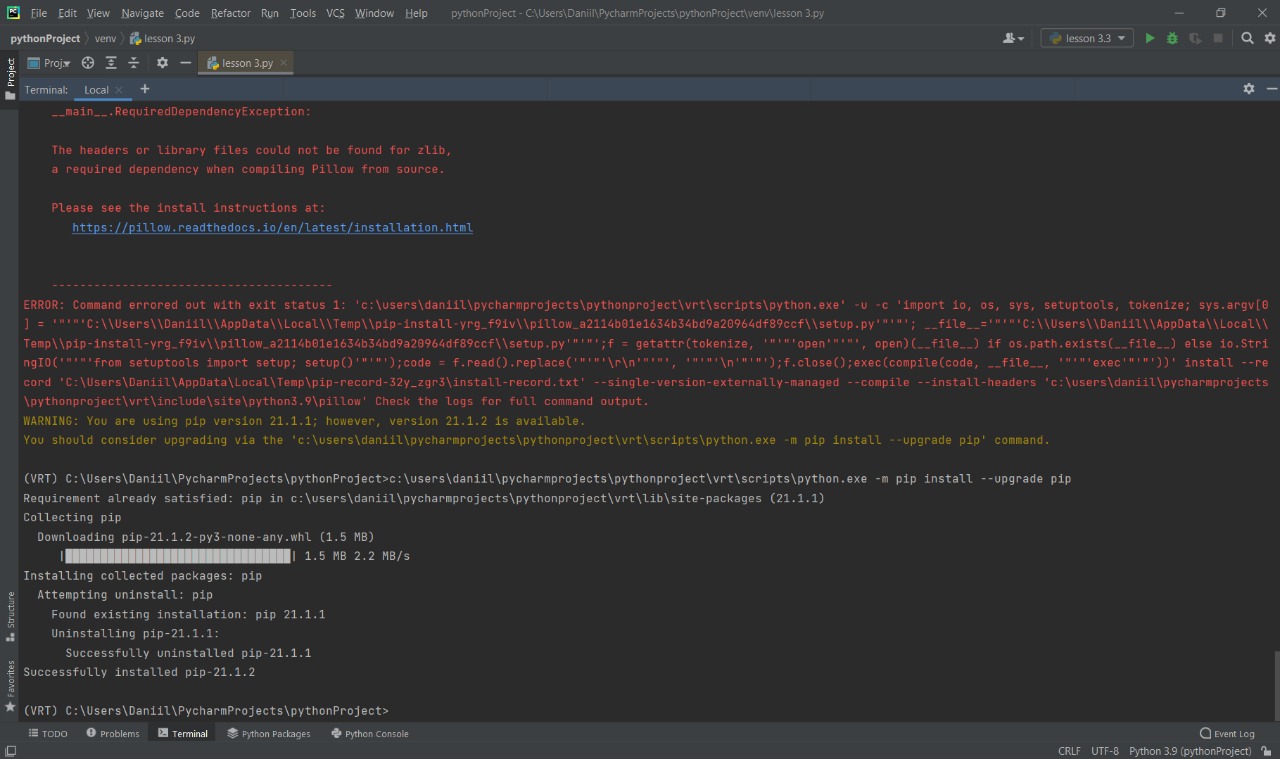 PC File Edit View Navigate Code Refactor Run Tools VCS Window Help pythonProject - C:\Users\Daniil\PycharmProjects\pythonProject\venv\lesson 3.py
pythonProject venv lesson 3.py lesson 3.3
Project
Proj lesson 3.py
Terminal: Local +
__main__.RequiredDependencyException:
The headers or library files could not be found for zlib,
a required dependency when compiling Pillow from source.
Please see the install instructions at:
https://pillow.readthedocs.io/en/latest/installation.html
----------------------------------------
ERROR: Command errored out with exit status 1: 'c:\users\daniil\pycharmprojects\pythonproject\vrt\scripts\python.exe' -u -c 'import io, os, sys, setuptools, tokenize; sys.argv[0
] = '"'"'C:\\Users\\Daniil\\AppData\\Local\\Temp\\pip-install-yrg_f9iv\\pillow_a2114b01e1634b34bd9a20964df89ccf\\setup.py'"'"'; __file__='"'"'C:\\Users\\Daniil\\AppData\\Local\\
Temp\\pip-install-yrg_f9iv\\pillow_a2114b01e1634b34bd9a20964df89ccf\\setup.py'"'"';f = getattr(tokenize, '"'"'open'"'"', open)(__file__) if os.path.exists(__file__) else io.Stri
ngIO('"'"'from setuptools import setup; setup()'"'"');code = f.read().replace('"'"'\r\n'"'"', '"'"'\n'"'"');f.close();exec(compile(code, __file__, '"'"'exec'"'"'))' install --re
cord 'C:\Users\Daniil\AppData\Local\Temp\pip-record-32y_zgr3\install-record.txt' --single-version-externally-managed --compile --install-headers 'c:\users\daniil\pycharmprojects
\pythonproject\vrt\include\site\python3.9\pillow' Check the logs for full command output.
WARNING: You are using pip version 21.1.1; however, version 21.1.2 is available.
You should consider upgrading via the 'c:\users\daniil\pycharmprojects\pythonproject\vrt\scripts\python.exe -m pip install --upgrade pip' command.
(VRT) C:\Users\Daniil\PycharmProjects\pythonProject>c:\users\daniil\pycharmprojects\pythonproject\vrt\scripts\python.exe -m pip install --upgrade pip
Requirement already satisfied: pip in c:\users\daniil\pycharmprojects\pythonproject\vrt\lib\site-packages (21.1.1)
Collecting pip
Downloading pip-21.1.2-py3-none-any.whl (1.5 MB)
|████████████████████████████████| 1.5 MB 2.2 MB/s
Installing collected packages: pip
Attempting uninstall: pip
Found existing installation: pip 21.1.1
Uninstalling pip-21.1.1:
Successfully uninstalled pip-21.1.1
Successfully installed pip-21.1.2
(VRT) C:\Users\Daniil\PycharmProjects\pythonProject>
Structure
Favorites
TODO Problems Terminal Python Packages Python Console Event Log
CRLF UTF-8 Python 3.9 (pythonProject)